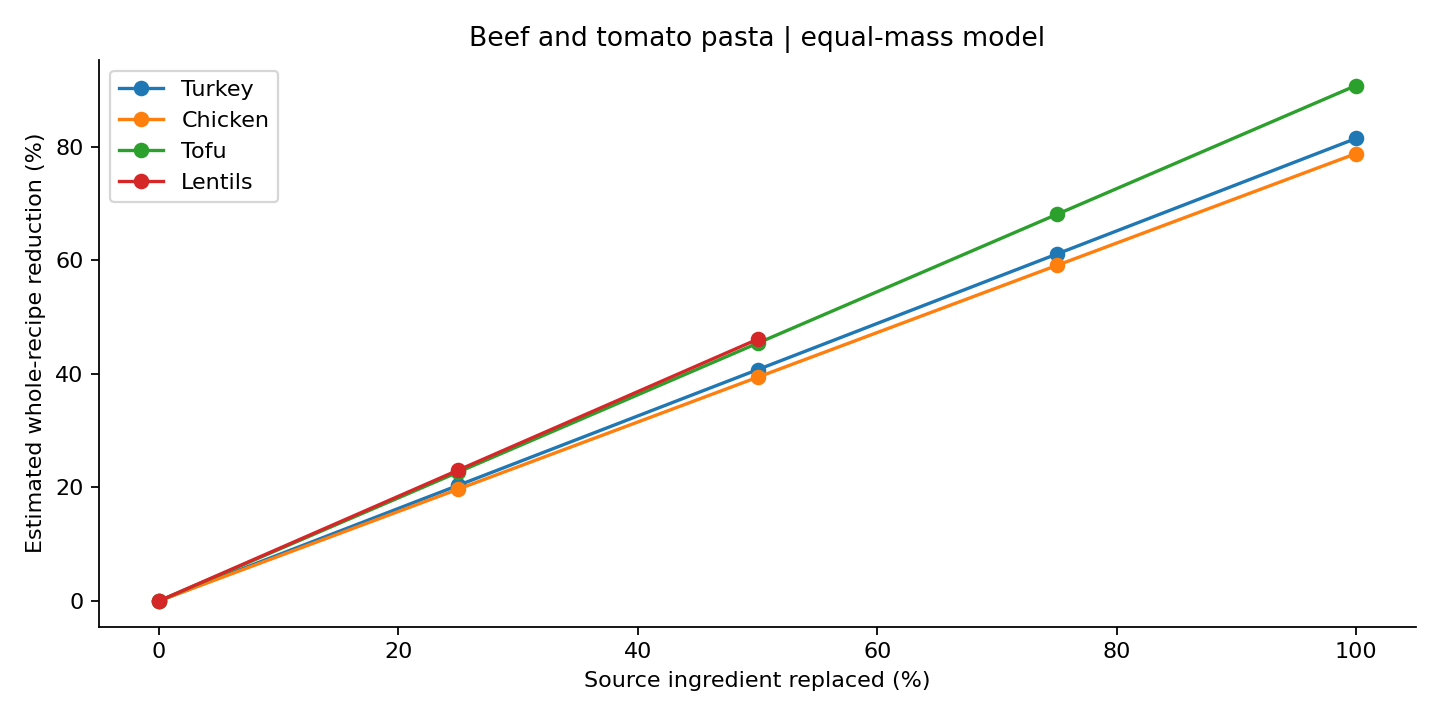 Beef and tomato pasta | equal-mass model
Turkey
Chicken
Tofu
Lentils
Estimated whole-recipe reduction (%)
80
60
40
20
0
0 20 40 60 80 100
Source ingredient replaced (%)